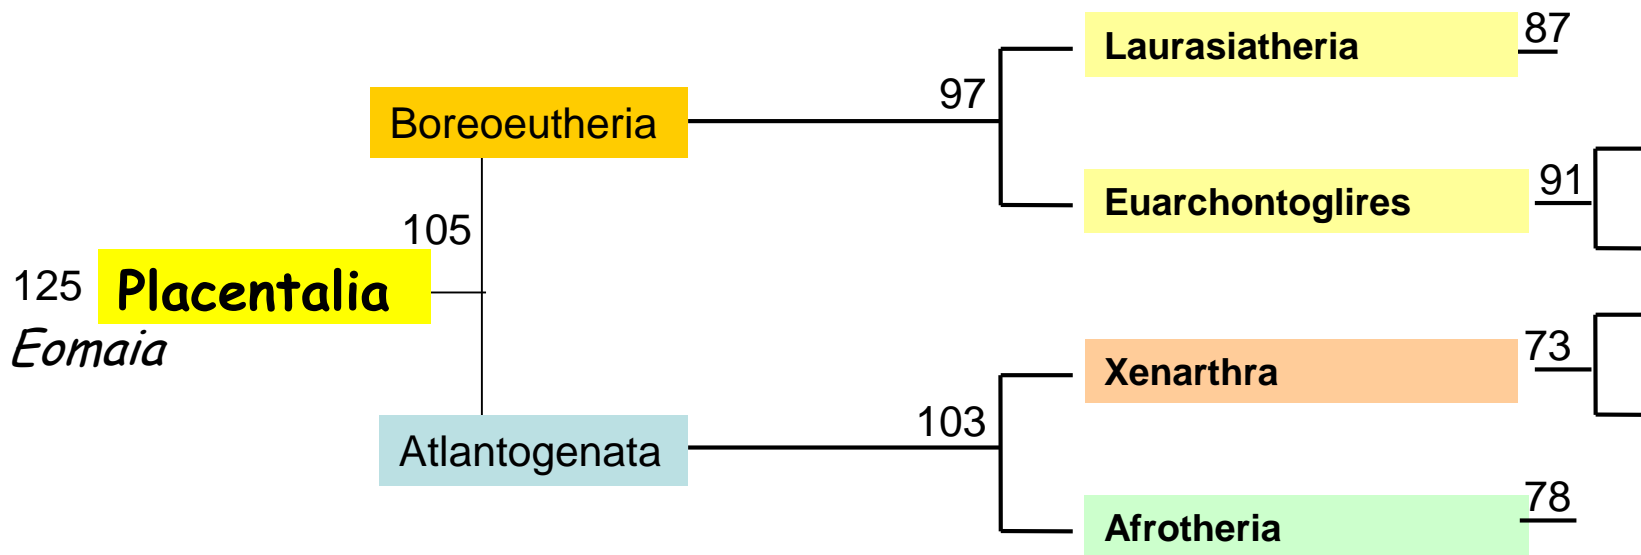 87
Laurasiatheria
97
Boreoeutheria
91
Euarchontoglires
105
125 Placentalia
Eomaia
73
Xenarthra
103
Atlantogenata
78
Afrotheria